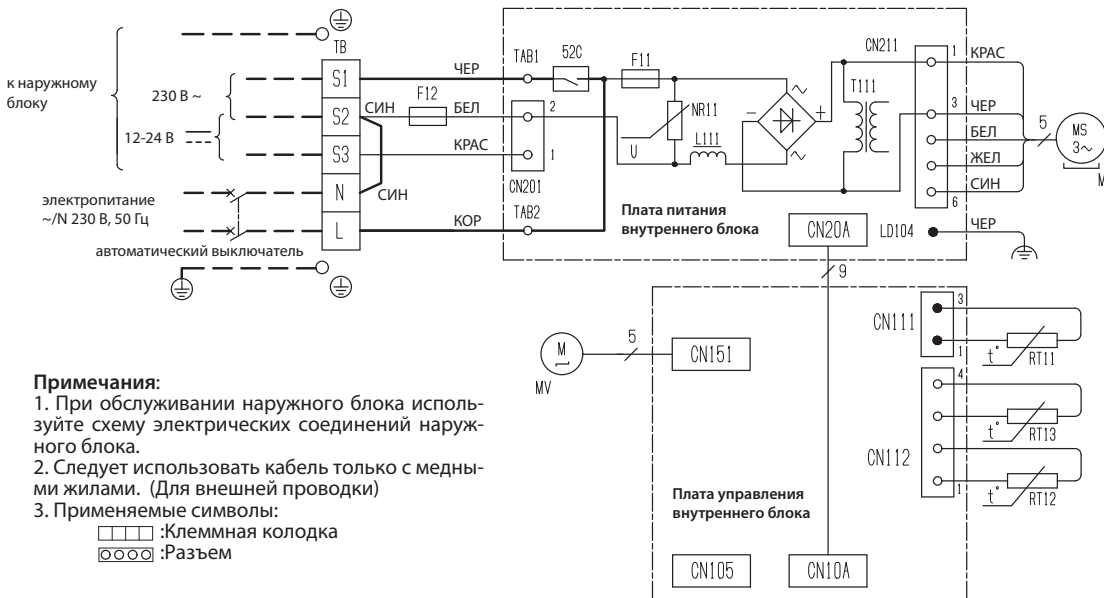 к наружному
блоку
230 В ~
12-24 В
электропитание
~/N 230 В, 50 Гц
автоматический выключатель
TB
S1
S2
S3
N
L
ЧЕР
СИН
F12
БЕЛ
КРАС
СИН
КОР
TAB1
52C
2
1
CN201
TAB2
F11
NR11
U
L111
~
+
-
~
T111
CN211
1
3
6
КРАС
ЧЕР
БЕЛ
ЖЕЛ
СИН
5
MS
3~
M
Плата питания
внутреннего блока
CN20A
LD104
ЧЕР
9
CN111
3
1
t°
RT11
CN112
4
1
t°
RT13
t°
RT12
M
MV
5
CN151
Плата управления
внутреннего блока
CN105
CN10A
Примечания:
1. При обслуживании наружного блока исполь-
зуйте схему электрических соединений наруж-
ного блока.
2. Следует использовать кабель только с медны-
ми жилами. (Для внешней проводки)
3. Применяемые символы:
:Клеммная колодка
:Разъем